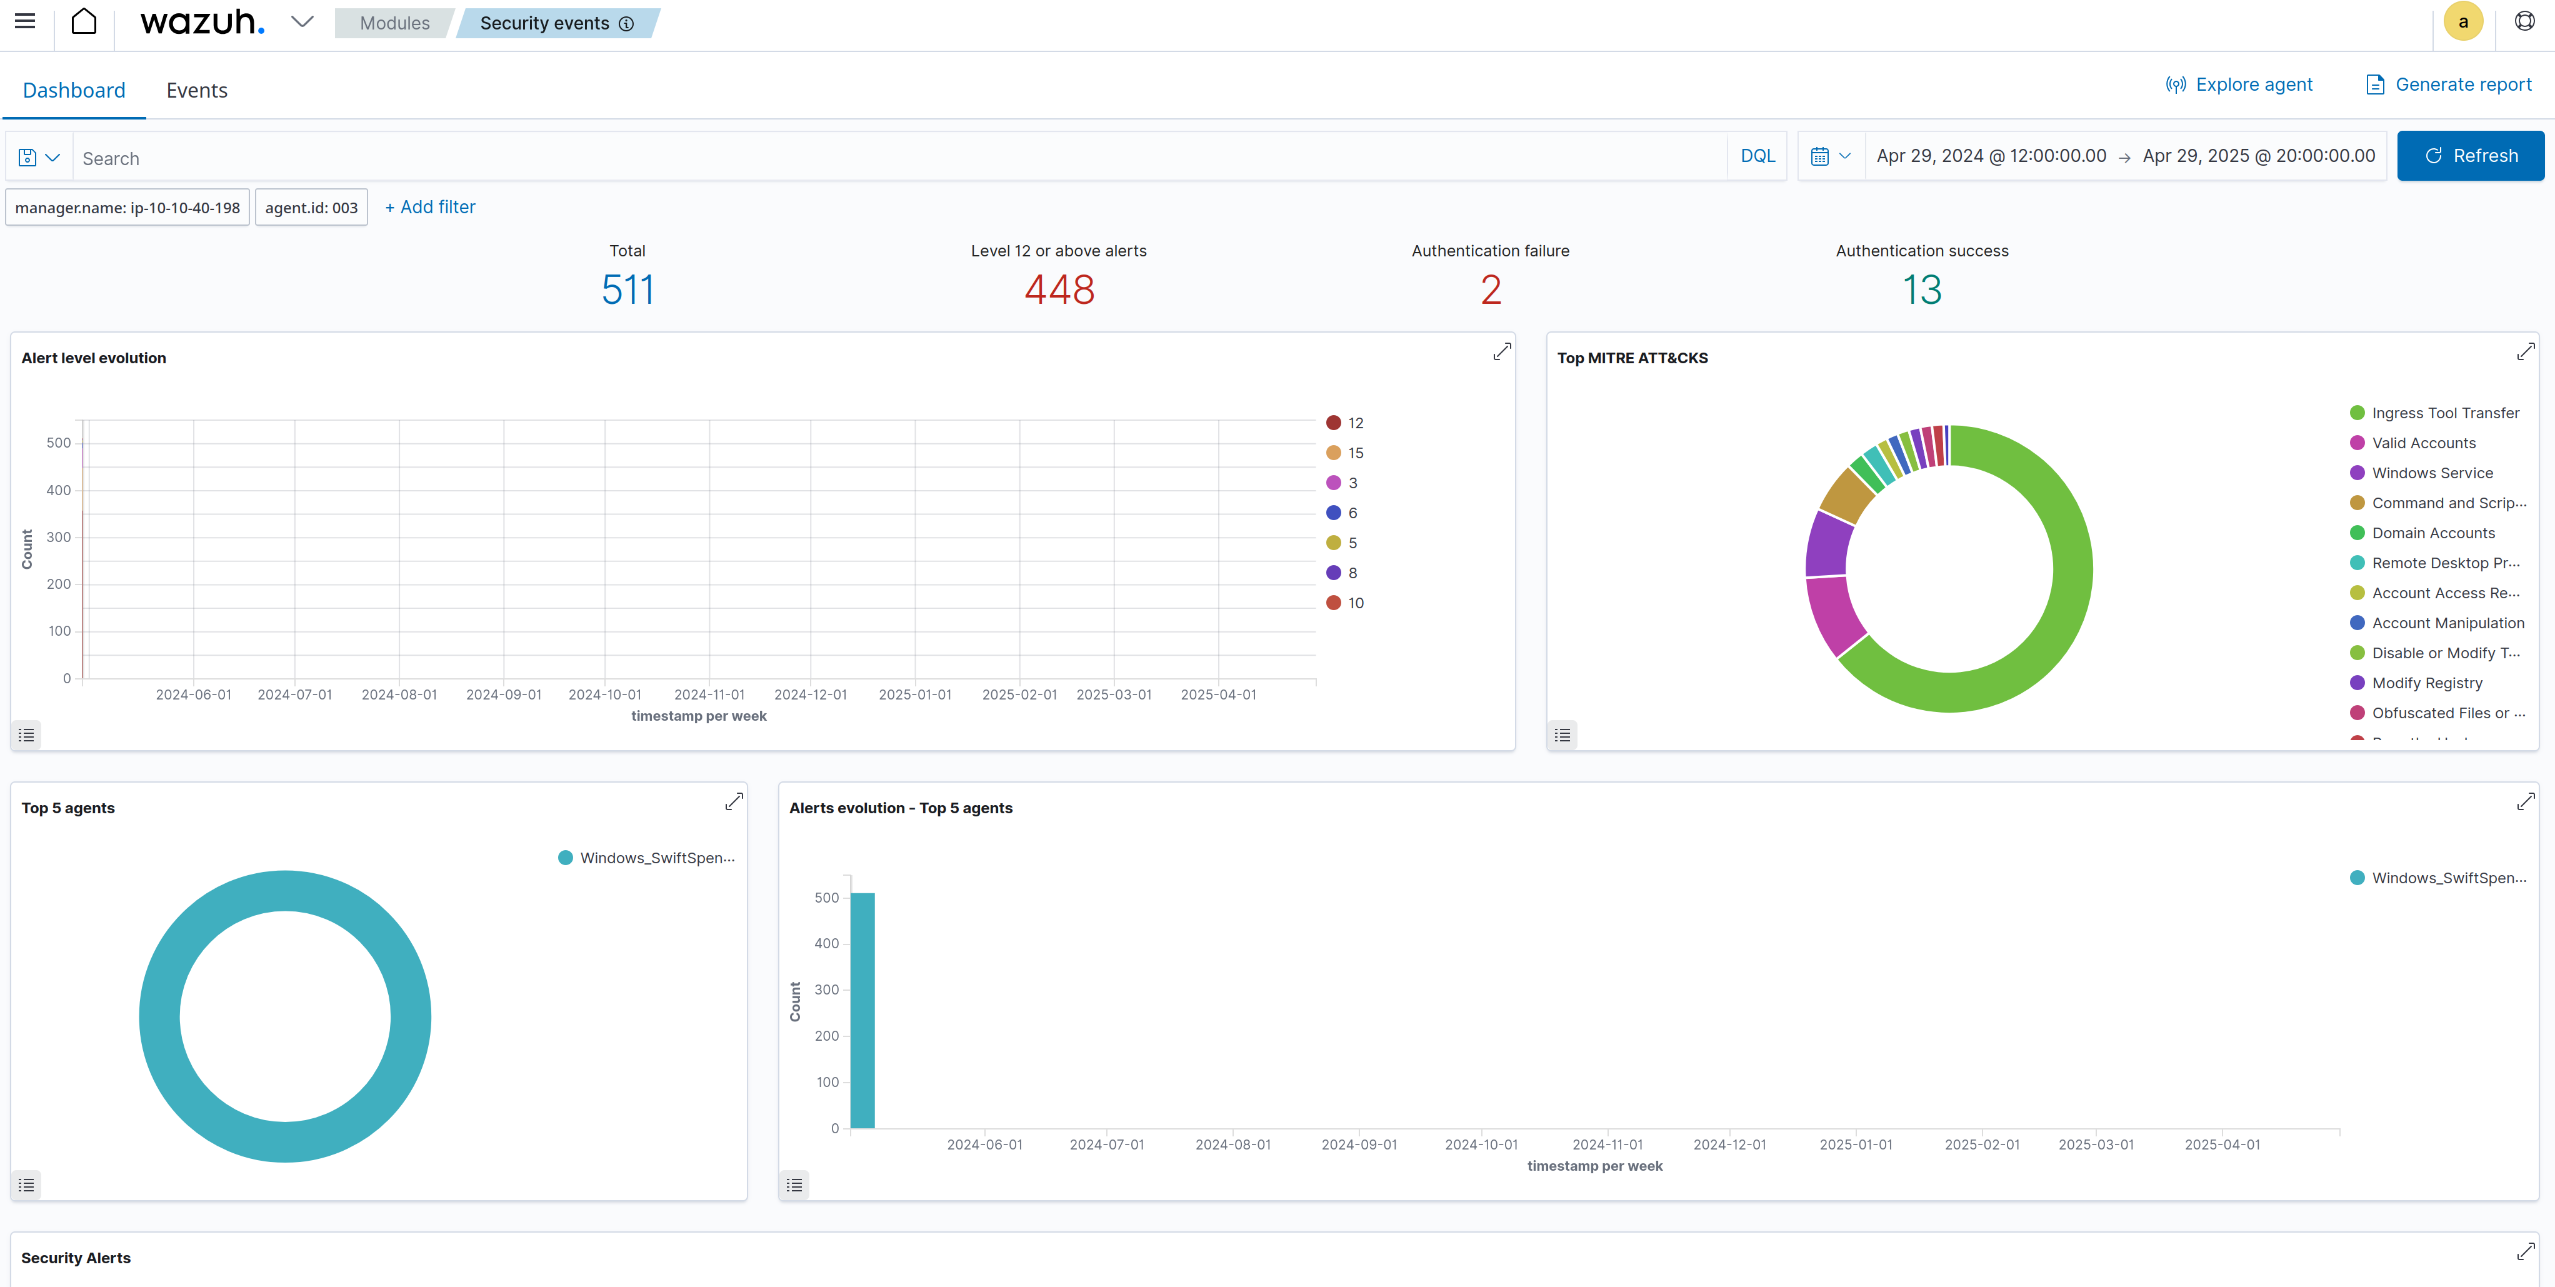 wazuh.
Modules
Security events
a
Dashboard
Events
Explore agent
Generate report
Search
DQL
Apr 29, 2024 @ 12:00:00.00 → Apr 29, 2025 @ 20:00:00.00
Refresh
manager.name: ip-10-10-40-198
agent.id: 003
+ Add filter
Total
511
Level 12 or above alerts
448
Authentication failure
2
Authentication success
13
Alert level evolution
500
400
300
200
100
0
Count
2024-06-01
2024-07-01
2024-08-01
2024-09-01
2024-10-01
2024-11-01
2024-12-01
2025-01-01
2025-02-01
2025-03-01
2025-04-01
timestamp per week
12
15
3
6
5
8
10
Top MITRE ATT&CKS
Ingress Tool Transfer
Valid Accounts
Windows Service
Command and Scrip...
Domain Accounts
Remote Desktop Pr...
Account Access Re...
Account Manipulation
Disable or Modify T...
Modify Registry
Obfuscated Files or ...
Top 5 agents
Windows_SwiftSpen...
Alerts evolution - Top 5 agents
500
400
300
200
100
0
Count
2024-06-01
2024-07-01
2024-08-01
2024-09-01
2024-10-01
2024-11-01
2024-12-01
2025-01-01
2025-02-01
2025-03-01
2025-04-01
timestamp per week
Windows_SwiftSpen...
Security Alerts